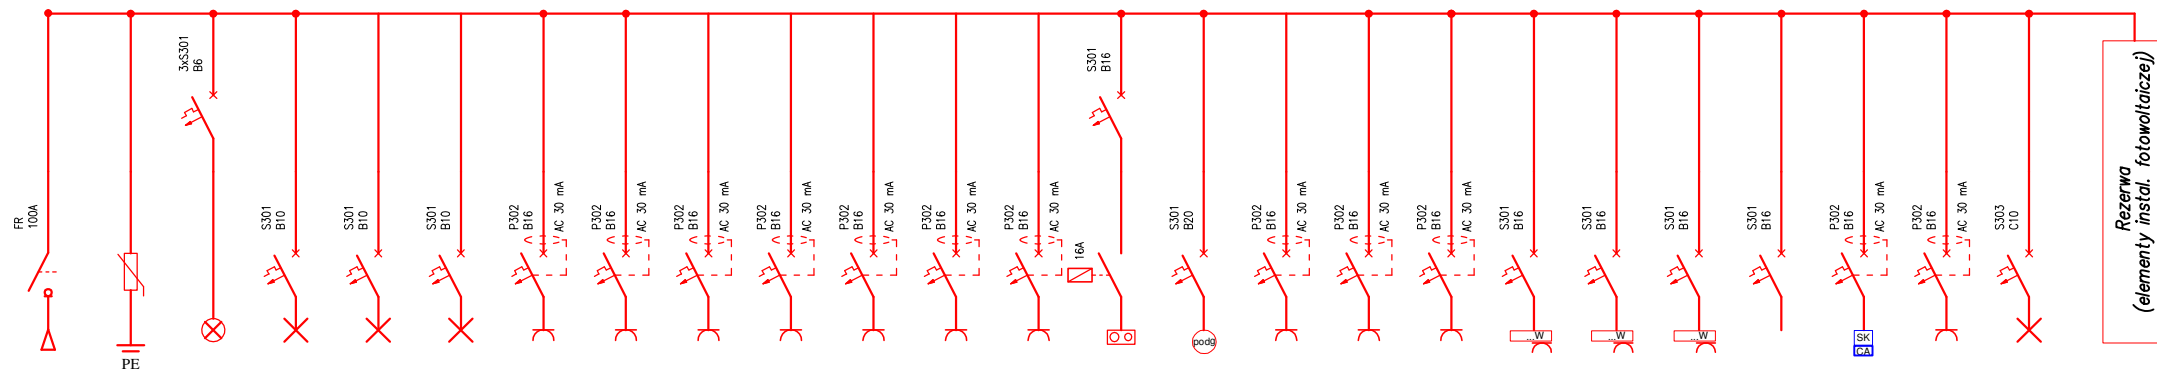 FR
100A
PE
3xS301
B6
S301
B10
S301
B10
S301
B10
P302
B16
AC 30 mA
P302
B16
AC 30 mA
P302
B16
AC 30 mA
P302
B16
AC 30 mA
P302
B16
AC 30 mA
P302
B16
AC 30 mA
P302
B16
AC 30 mA
S301
B16
16A
S301
B20
podg
P302
B16
AC 30 mA
P302
B16
AC 30 mA
P302
B16
AC 30 mA
S301
B16
...W
S301
B16
...W
S301
B16
...W
S301
B16
P302
B16
AC 30 mA
SK
CA
P302
B16
AC 30 mA
S303
C10
Rezerwa
(elementy instal. fotowoltaiczej)